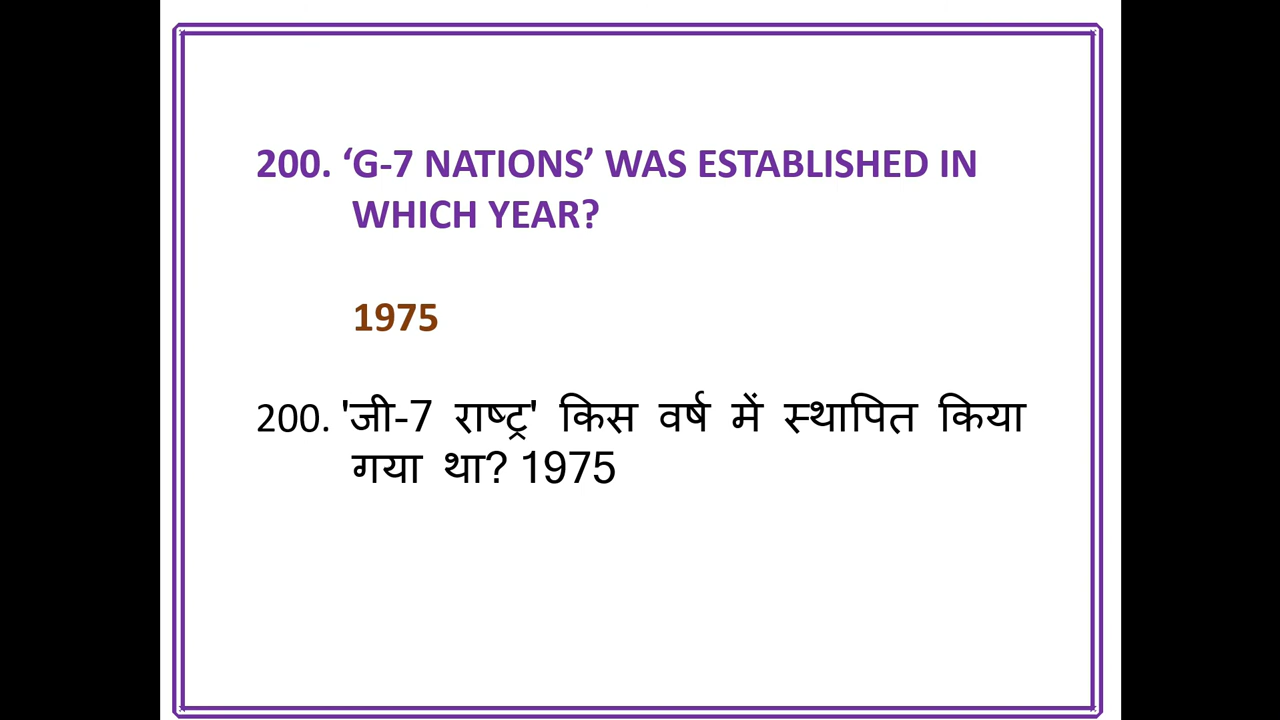 200. ‘G-7 NATIONS’ WAS ESTABLISHED IN
WHICH YEAR?
1975
200. 'जी-7 राष्ट्र' किस वर्ष में स्थापित किया
गया था? 1975